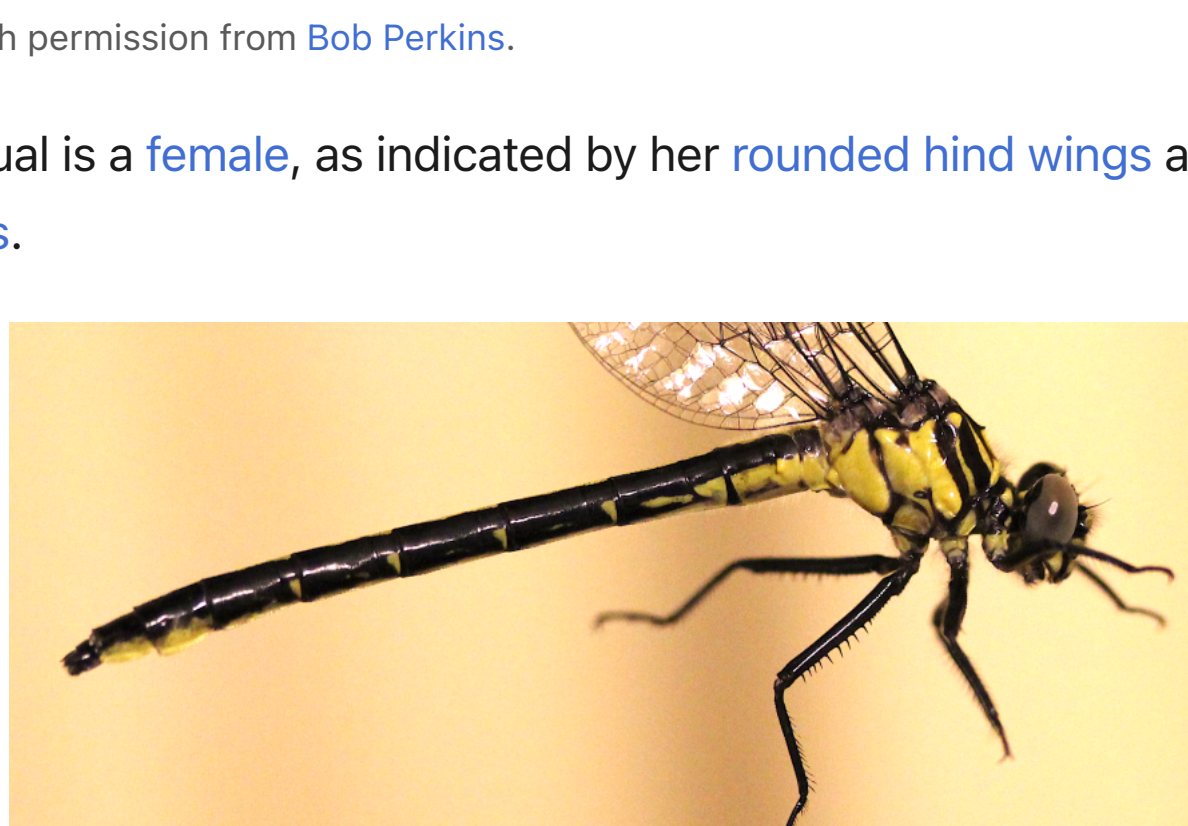 h permission from Bob Perkins.
ual is a female, as indicated by her rounded hind wings a
s.